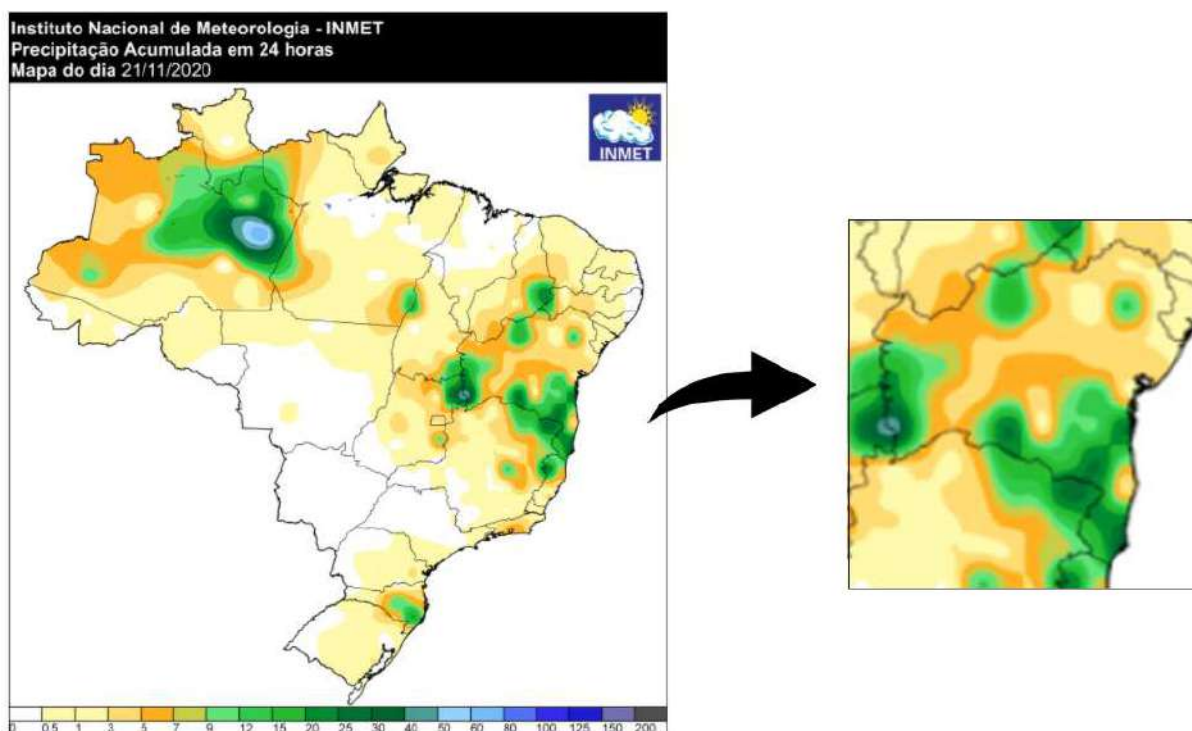 Instituto Nacional de Meteorologia - INMET
Precipitação Acumulada em 24 horas
Mapa do dia 21/11/2020
INMET
0 0.5 1 3 5 7 9 12 15 20 25 30 40 50 60 80 100 125 150 200